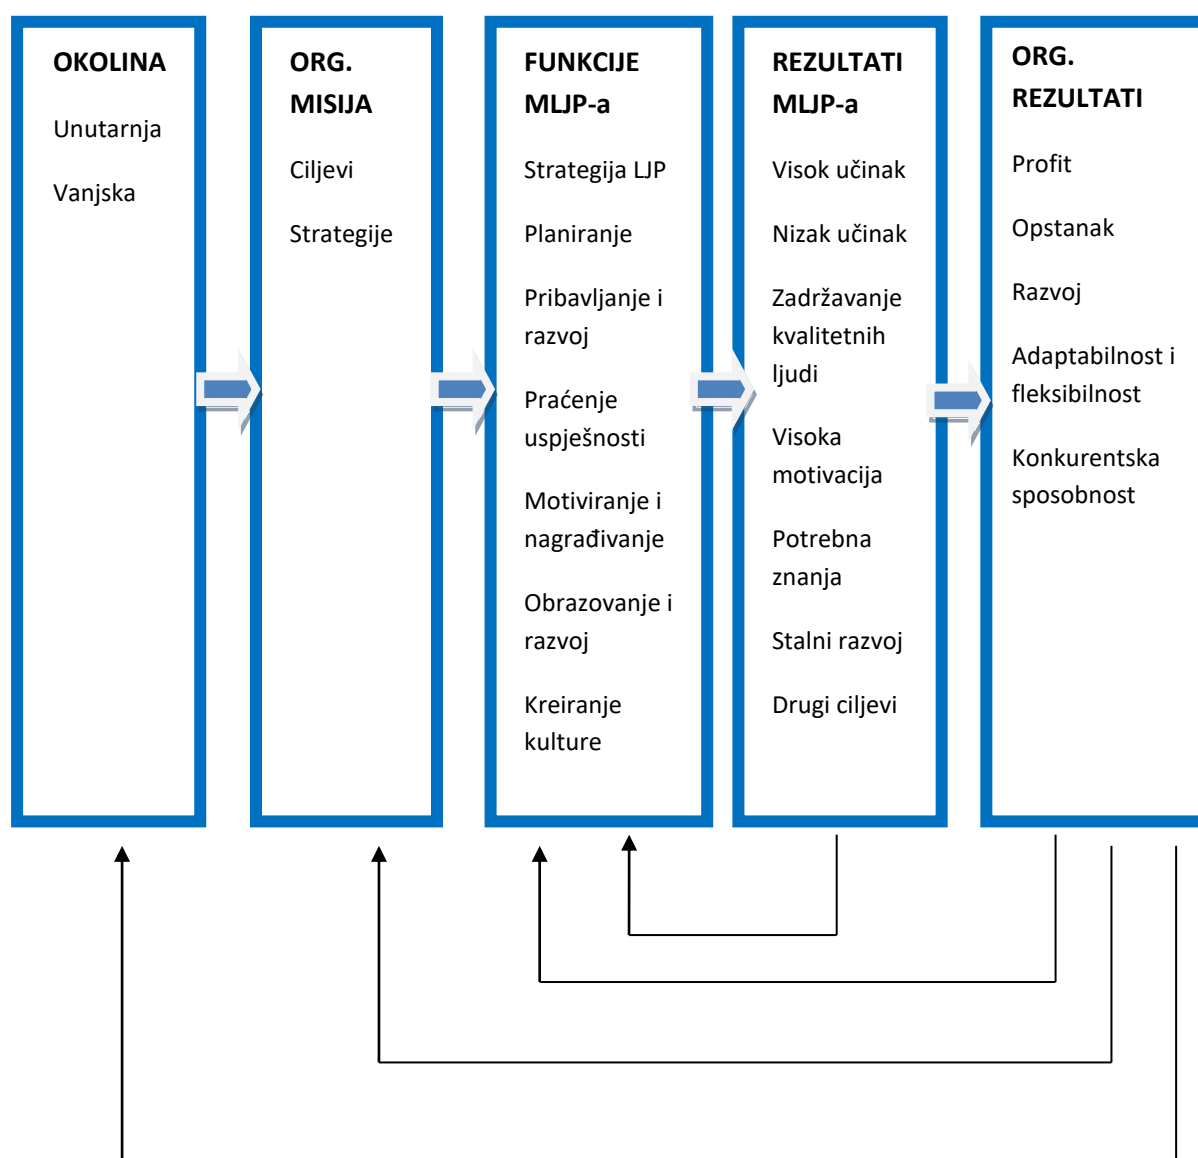 OKOLINA
Unutarnja
Vanjska
ORG.
MISIJA
Ciljevi
Strategije
FUNKCIJE
MLJP-a
Strategija LJP
Planiranje
Pribavljanje i
razvoj
Praćenje
uspješnosti
Motiviranje i
nagrađivanje
Obrazovanje i
razvoj
Kreiranje
kulture
REZULTATI
MLJP-a
Visok učinak
Nizak učinak
Zadržavanje
kvalitetnih
ljudi
Visoka
motivacija
Potrebna
znanja
Stalni razvoj
Drugi ciljevi
ORG.
REZULTATI
Profit
Opstanak
Razvoj
Adaptabilnost i
fleksibilnost
Konkurentska
sposobnost